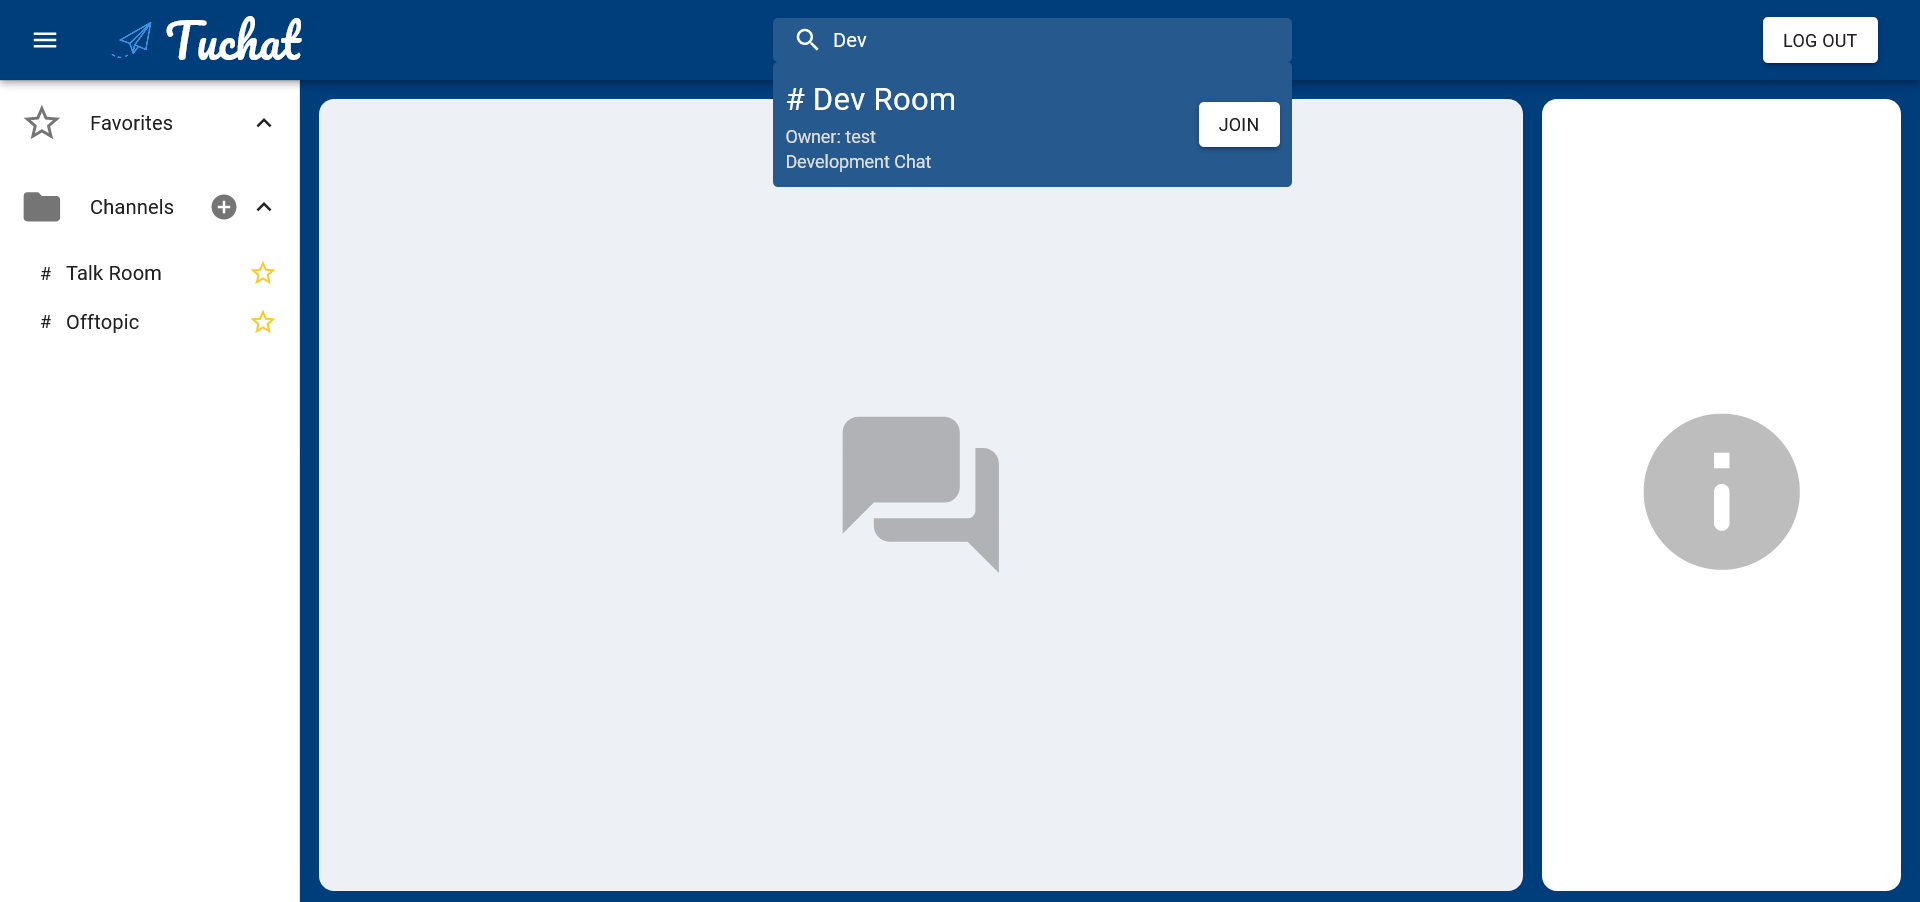 Tuchat
Dev
LOG OUT
# Dev Room
Owner: test
Development Chat
JOIN
Favorites
Channels
# Talk Room
# Offtopic